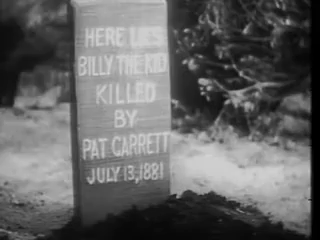 HERE LIES
BILLY THE KID
KILLED
BY
PAT GARRETT
JULY 13, 1881